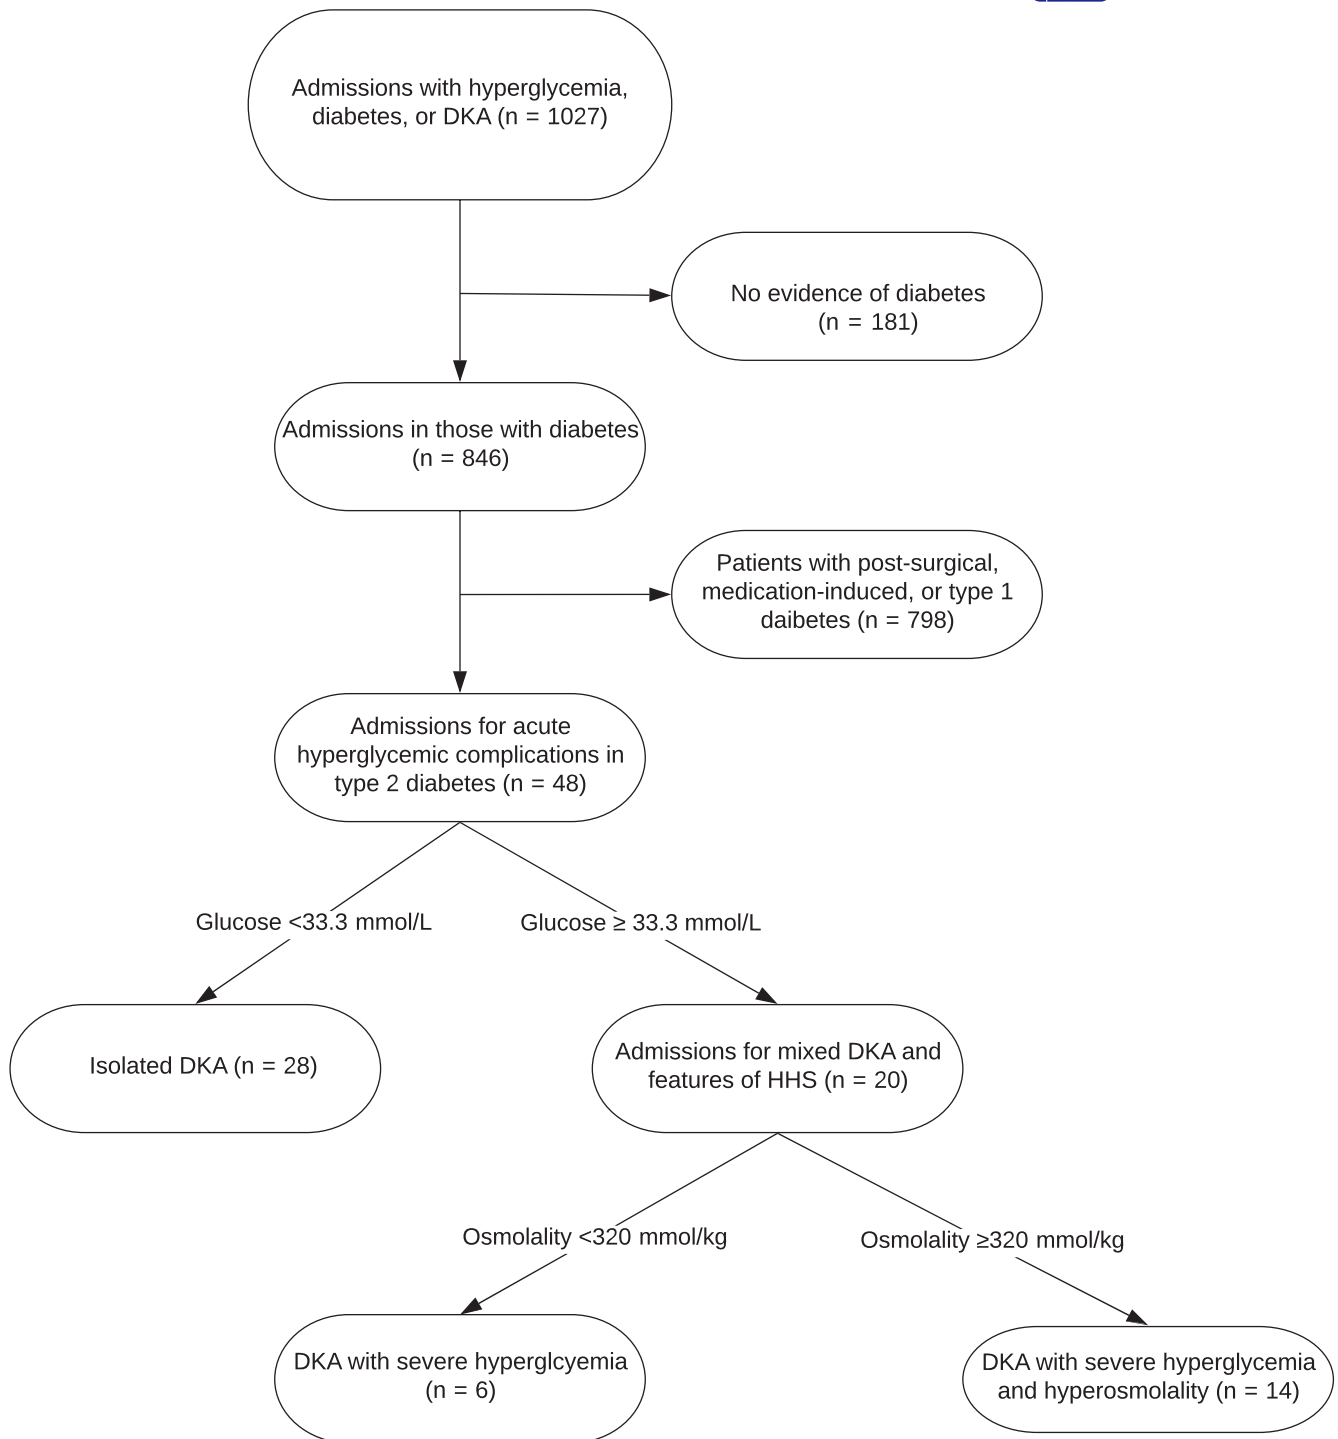 Admissions with hyperglycemia,
diabetes, or DKA (n = 1027)
No evidence of diabetes
(n = 181)
Admissions in those with diabetes
(n = 846)
Patients with post-surgical,
medication-induced, or type 1
daibetes (n = 798)
Admissions for acute
hyperglycemic complications in
type 2 diabetes (n = 48)
Glucose <33.3 mmol/L
Glucose ≥ 33.3 mmol/L
Isolated DKA (n = 28)
Admissions for mixed DKA and
features of HHS (n = 20)
Osmolality <320 mmol/kg
Osmolality ≥320 mmol/kg
DKA with severe hyperglcyemia
(n = 6)
DKA with severe hyperglycemia
and hyperosmolality (n = 14)